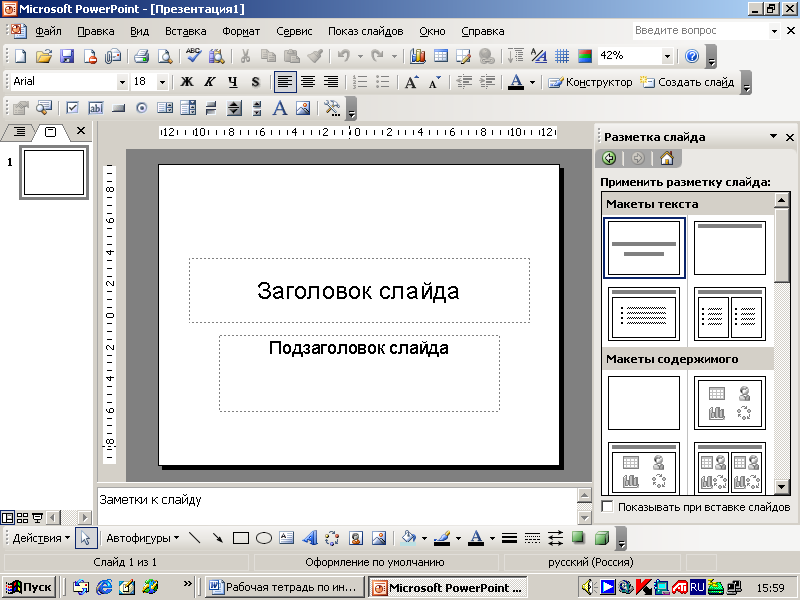 Microsoft PowerPoint - [Презентация1]
Файл Правка Вид Вставка Формат Сервис Показ слайдов Окно Справка Введите вопрос
42%
Arial 18 Ж К Ч S Конструктор Создать слайд
Разметка слайда
12 10 8 6 4 2 0 2 4 6 8 10 12
1
Применить разметку слайда:
Макеты текста
8 6 4 2 0 2 4 6 8
Заголовок слайда
Подзаголовок слайда
Макеты содержимого
Заметки к слайду
Показывать при вставке слайдов
Действия Автофигуры
Слайд 1 из 1 Оформление по умолчанию русский (Россия)
Пуск » Рабочая тетрадь по ин... Microsoft PowerPoint ... RU 15:59